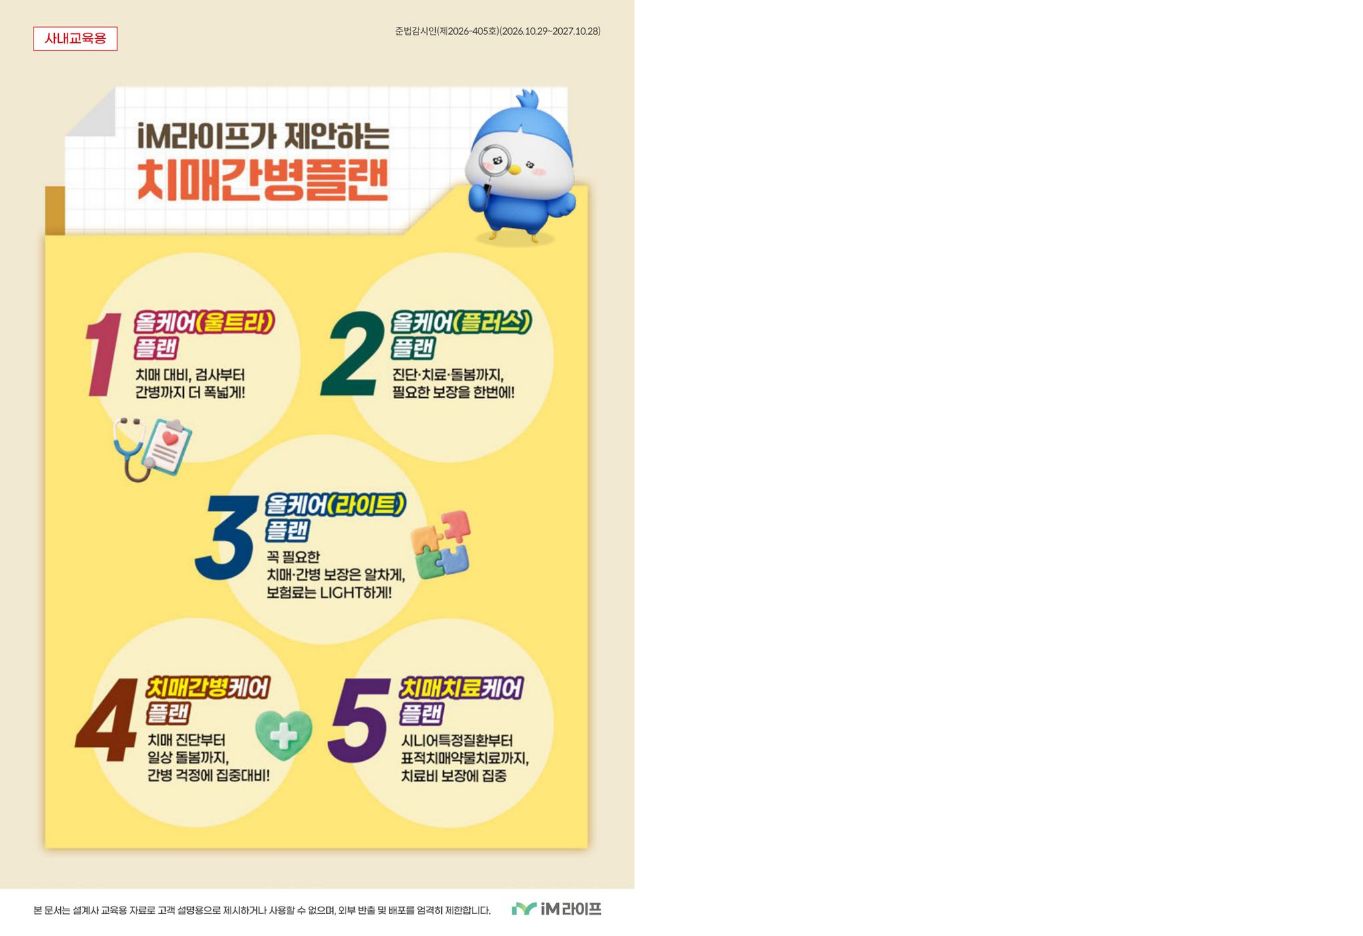 사내교육용
준법감시인(제2026-405호)(2026.10.29~2027.10.28)
iM라이프가 제안하는
치매간병플랜
1
올케어(울트라)
플랜
치매 대비, 검사부터
간병까지 더 폭넓게!
2
올케어(플러스)
플랜
진단·치료·돌봄까지,
필요한 보장을 한번에!
3
올케어(라이트)
플랜
꼭 필요한
치매·간병 보장은 알차게,
보험료는 LIGHT하게!
4
치매간병케어
플랜
치매 진단부터
일상 돌봄까지,
간병 걱정에 집중대비!
5
치매치료케어
플랜
시니어특정질환부터
표적치매약물치료까지,
치료비 보장에 집중
본 문서는 설계사 교육용 자료로 고객 설명용으로 제시하거나 사용할 수 없으며, 외부 반출 및 배포를 엄격히 제한합니다.
iM라이프